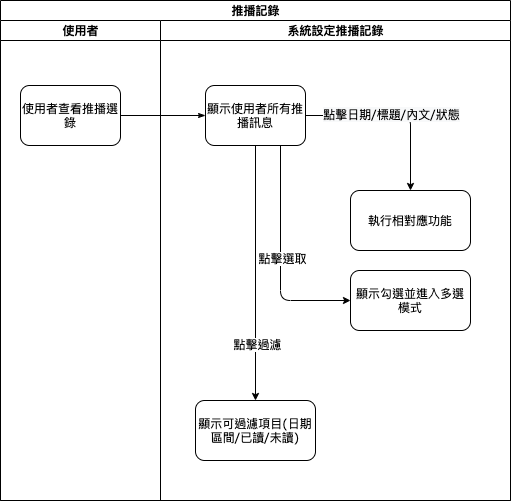 推播記錄
使用者
系統設定推播記錄
使用者查看推播選
錄
顯示使用者所有推
播訊息
點擊日期/標題/內文/狀態
執行相對應功能
點擊選取
顯示勾選並進入多選
模式
點擊過濾
顯示可過濾項目(日期
區間/已讀/未讀)